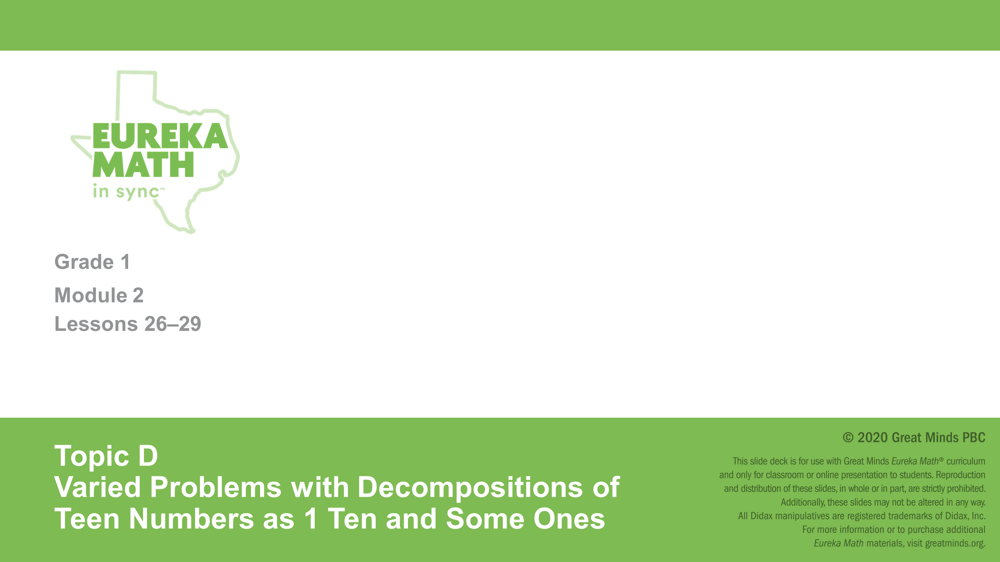 EUREKA
MATH
in sync™
Grade 1
Module 2
Lessons 26–29
Topic D
Varied Problems with Decompositions of
Teen Numbers as 1 Ten and Some Ones
© 2020 Great Minds PBC
This slide deck is for use with Great Minds Eureka Math® curriculum
and only for classroom or online presentation to students. Reproduction
and distribution of these slides, in whole or in part, are strictly prohibited.
Additionally, these slides may not be altered in any way.
All Didax manipulatives are registered trademarks of Didax, Inc.
For more information or to purchase additional
Eureka Math materials, visit greatminds.org.